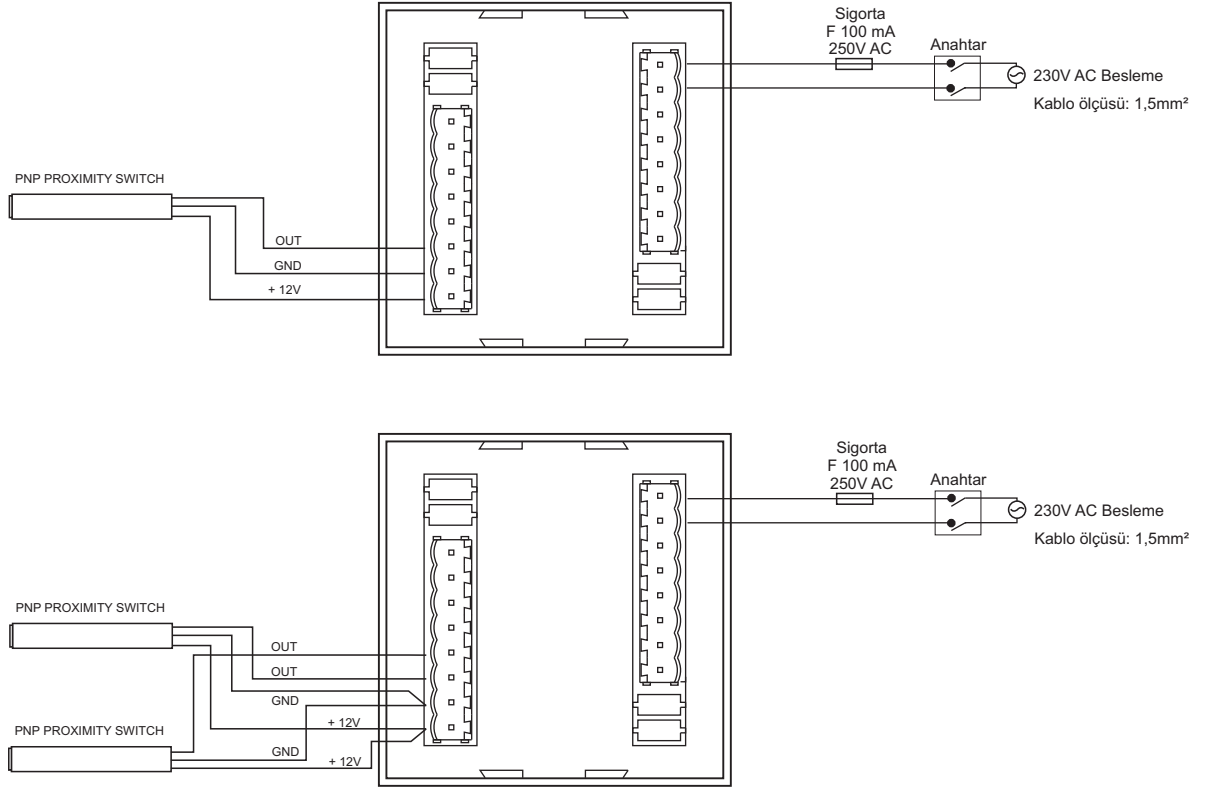 Sigorta
F 100 mA
250V AC
Anahtar
230V AC Besleme
Kablo ölçüsü: 1,5mm²
PNP PROXIMITY SWITCH
OUT
GND
+ 12V
Sigorta
F 100 mA
250V AC
Anahtar
230V AC Besleme
Kablo ölçüsü: 1,5mm²
PNP PROXIMITY SWITCH
OUT
OUT
GND
+ 12V
PNP PROXIMITY SWITCH
GND
+ 12V